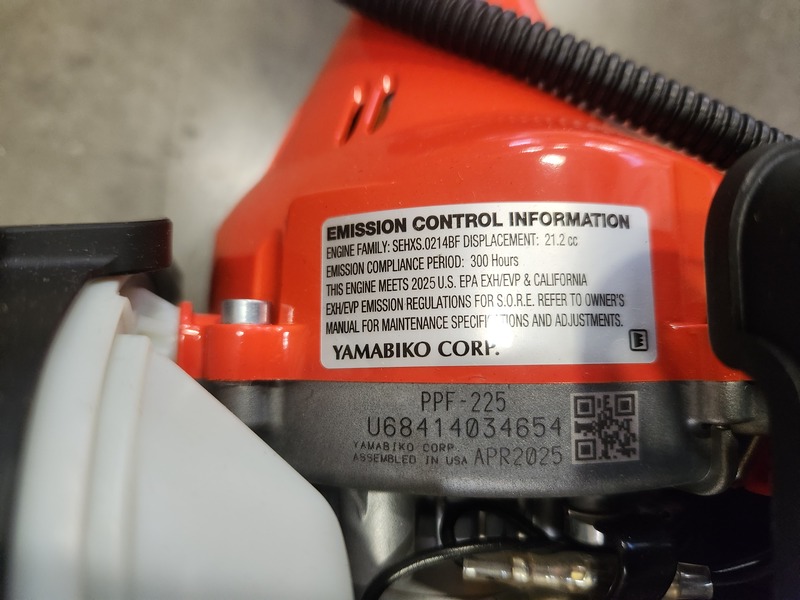 EMISSION CONTROL INFORMATION
ENGINE FAMILY: SEHXS.0214BF DISPLACEMENT: 21.2 cc
EMISSION COMPLIANCE PERIOD: 300 Hours
THIS ENGINE MEETS 2025 U.S. EPA EXH/EVP & CALIFORNIA
EXH/EVP EMISSION REGULATIONS FOR S.O.R.E. REFER TO OWNER'S
MANUAL FOR MAINTENANCE SPECIFICATIONS AND ADJUSTMENTS.
YAMABIKO CORP.
PPF-225
U68414034654
YAMABIKO CORP.
ASSEMBLED IN USA APR2025